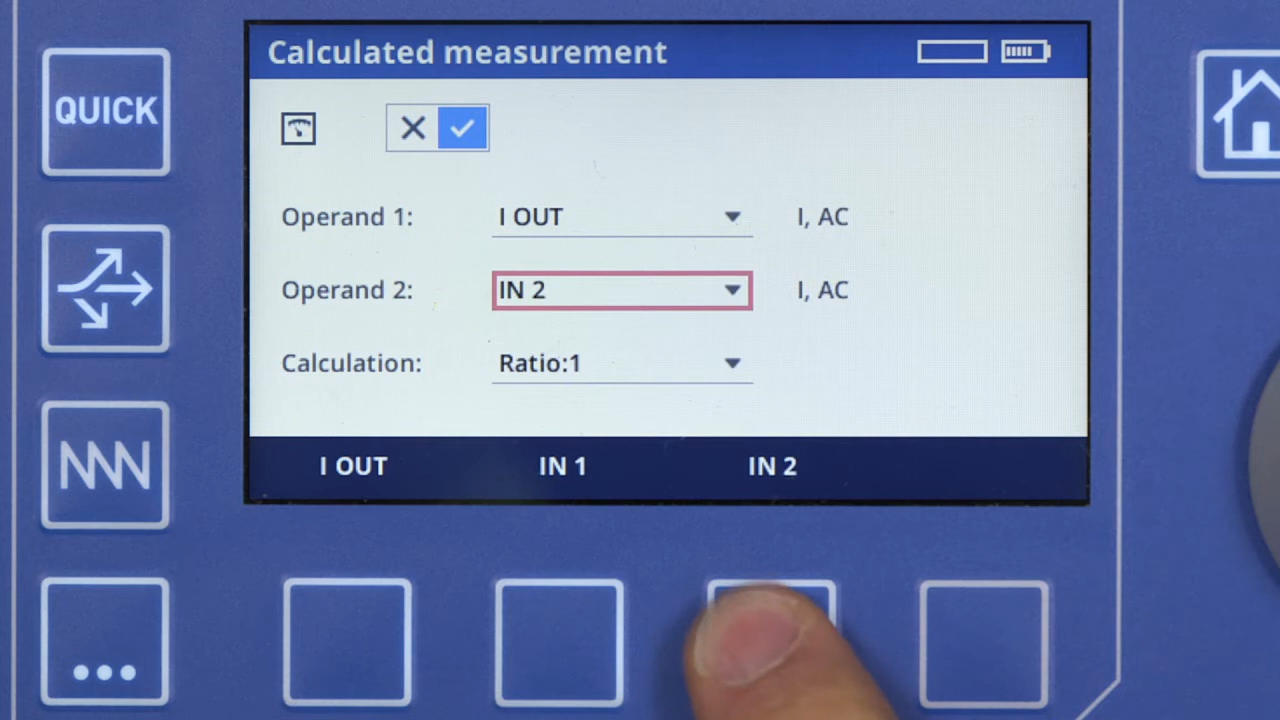 Calculated measurement
QUICK
Operand 1: I OUT I, AC
Operand 2: IN 2 I, AC
Calculation: Ratio:1
I OUT IN 1 IN 2